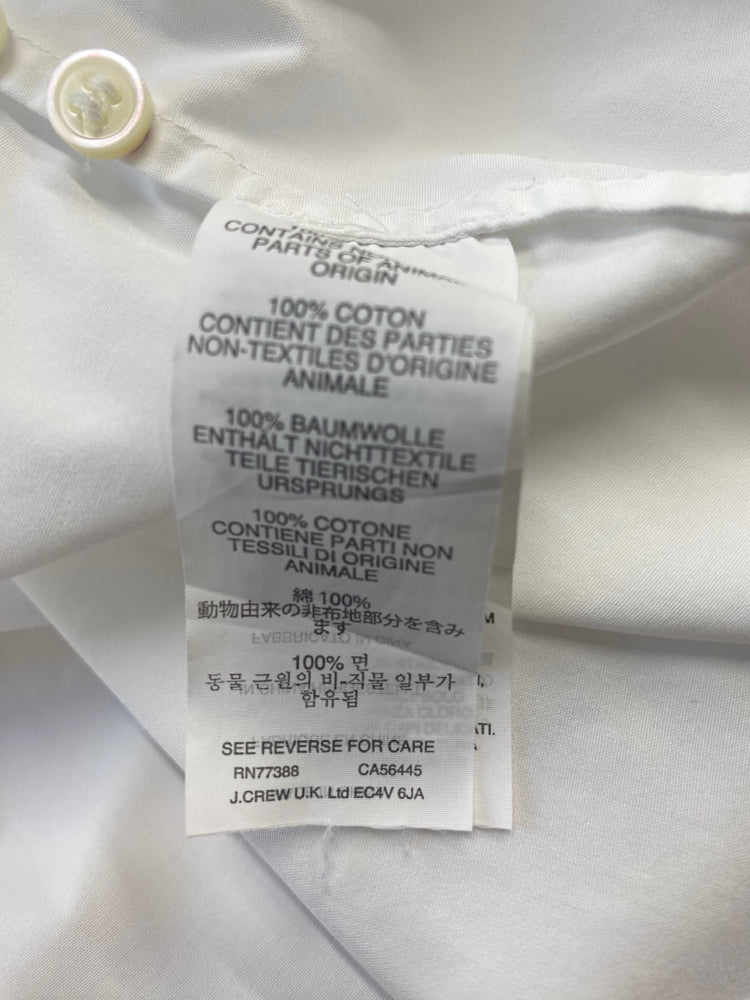 CONTAINS
PARTS OF ANIMAL
ORIGIN
100% COTON
CONTIENT DES PARTIES
NON-TEXTILES D'ORIGINE
ANIMALE
100% BAUMWOLLE
ENTHÄLT NICHTTEXTILE
TEILE TIERISCHEN
URSPRUNGS
100% COTONE
CONTIENE PARTI NON
TESSILI DI ORIGINE
ANIMALE
綿 100%
動物由来の非布地部分を含み
ます
100% 면
동물 근원의 비-직물 일부가
함유됨
SEE REVERSE FOR CARE
RN77388 CA56445
J.CREW U.K. Ltd EC4V 6JA